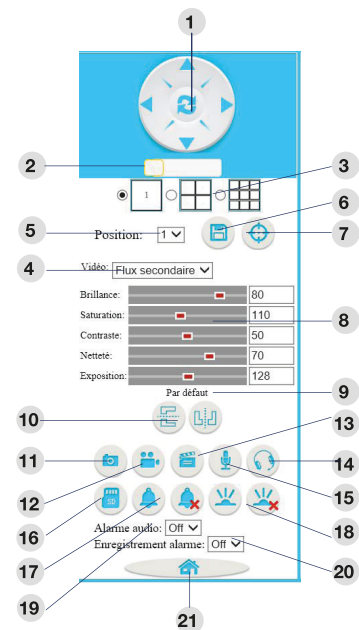 1
2
1
3
6
5
Position: 1
7
4
Vidéo: Flux secondaire
Brillance: 80
Saturation: 110
8
Contraste: 50
Netteté: 70
Exposition: 128
Par défaut
9
10
13
11
14
12
15
SD
16
18
17
Alarme audio: Off
Enregistrement alarme: Off
20
19
21